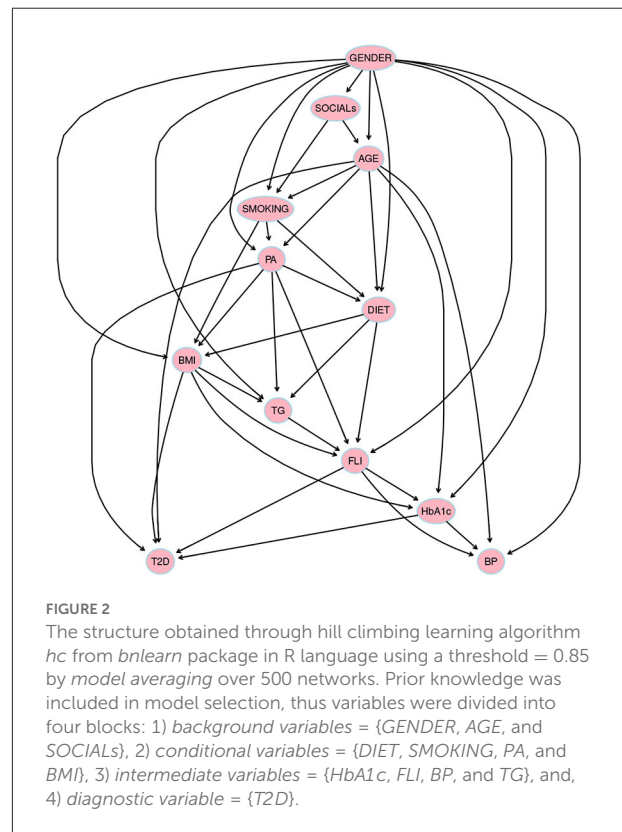 GENDER
SOCIALs
AGE
SMOKING
PA
DIET
BMI
TG
FLI
HbA1c
T2D
BP
FIGURE 2
The structure obtained through hill climbing learning algorithm
hc from bnlearn package in R language using a threshold = 0.85
by model averaging over 500 networks. Prior knowledge was
included in model selection, thus variables were divided into
four blocks: 1) background variables = {GENDER, AGE, and
SOCIALs}, 2) conditional variables = {DIET, SMOKING, PA, and
BMI}, 3) intermediate variables = {HbA1c, FLI, BP, and TG}, and,
4) diagnostic variable = {T2D}.